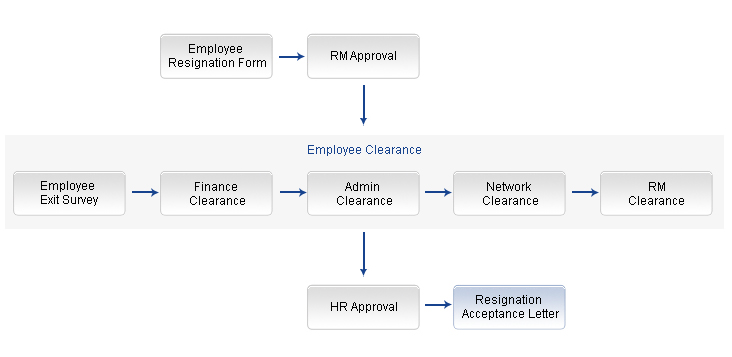 Employee
Resignation Form
RM Approval
Employee Clearance
Employee
Exit Survey
Finance
Clearance
Admin
Clearance
Network
Clearance
RM
Clearance
HR Approval
Resignation
Acceptance Letter